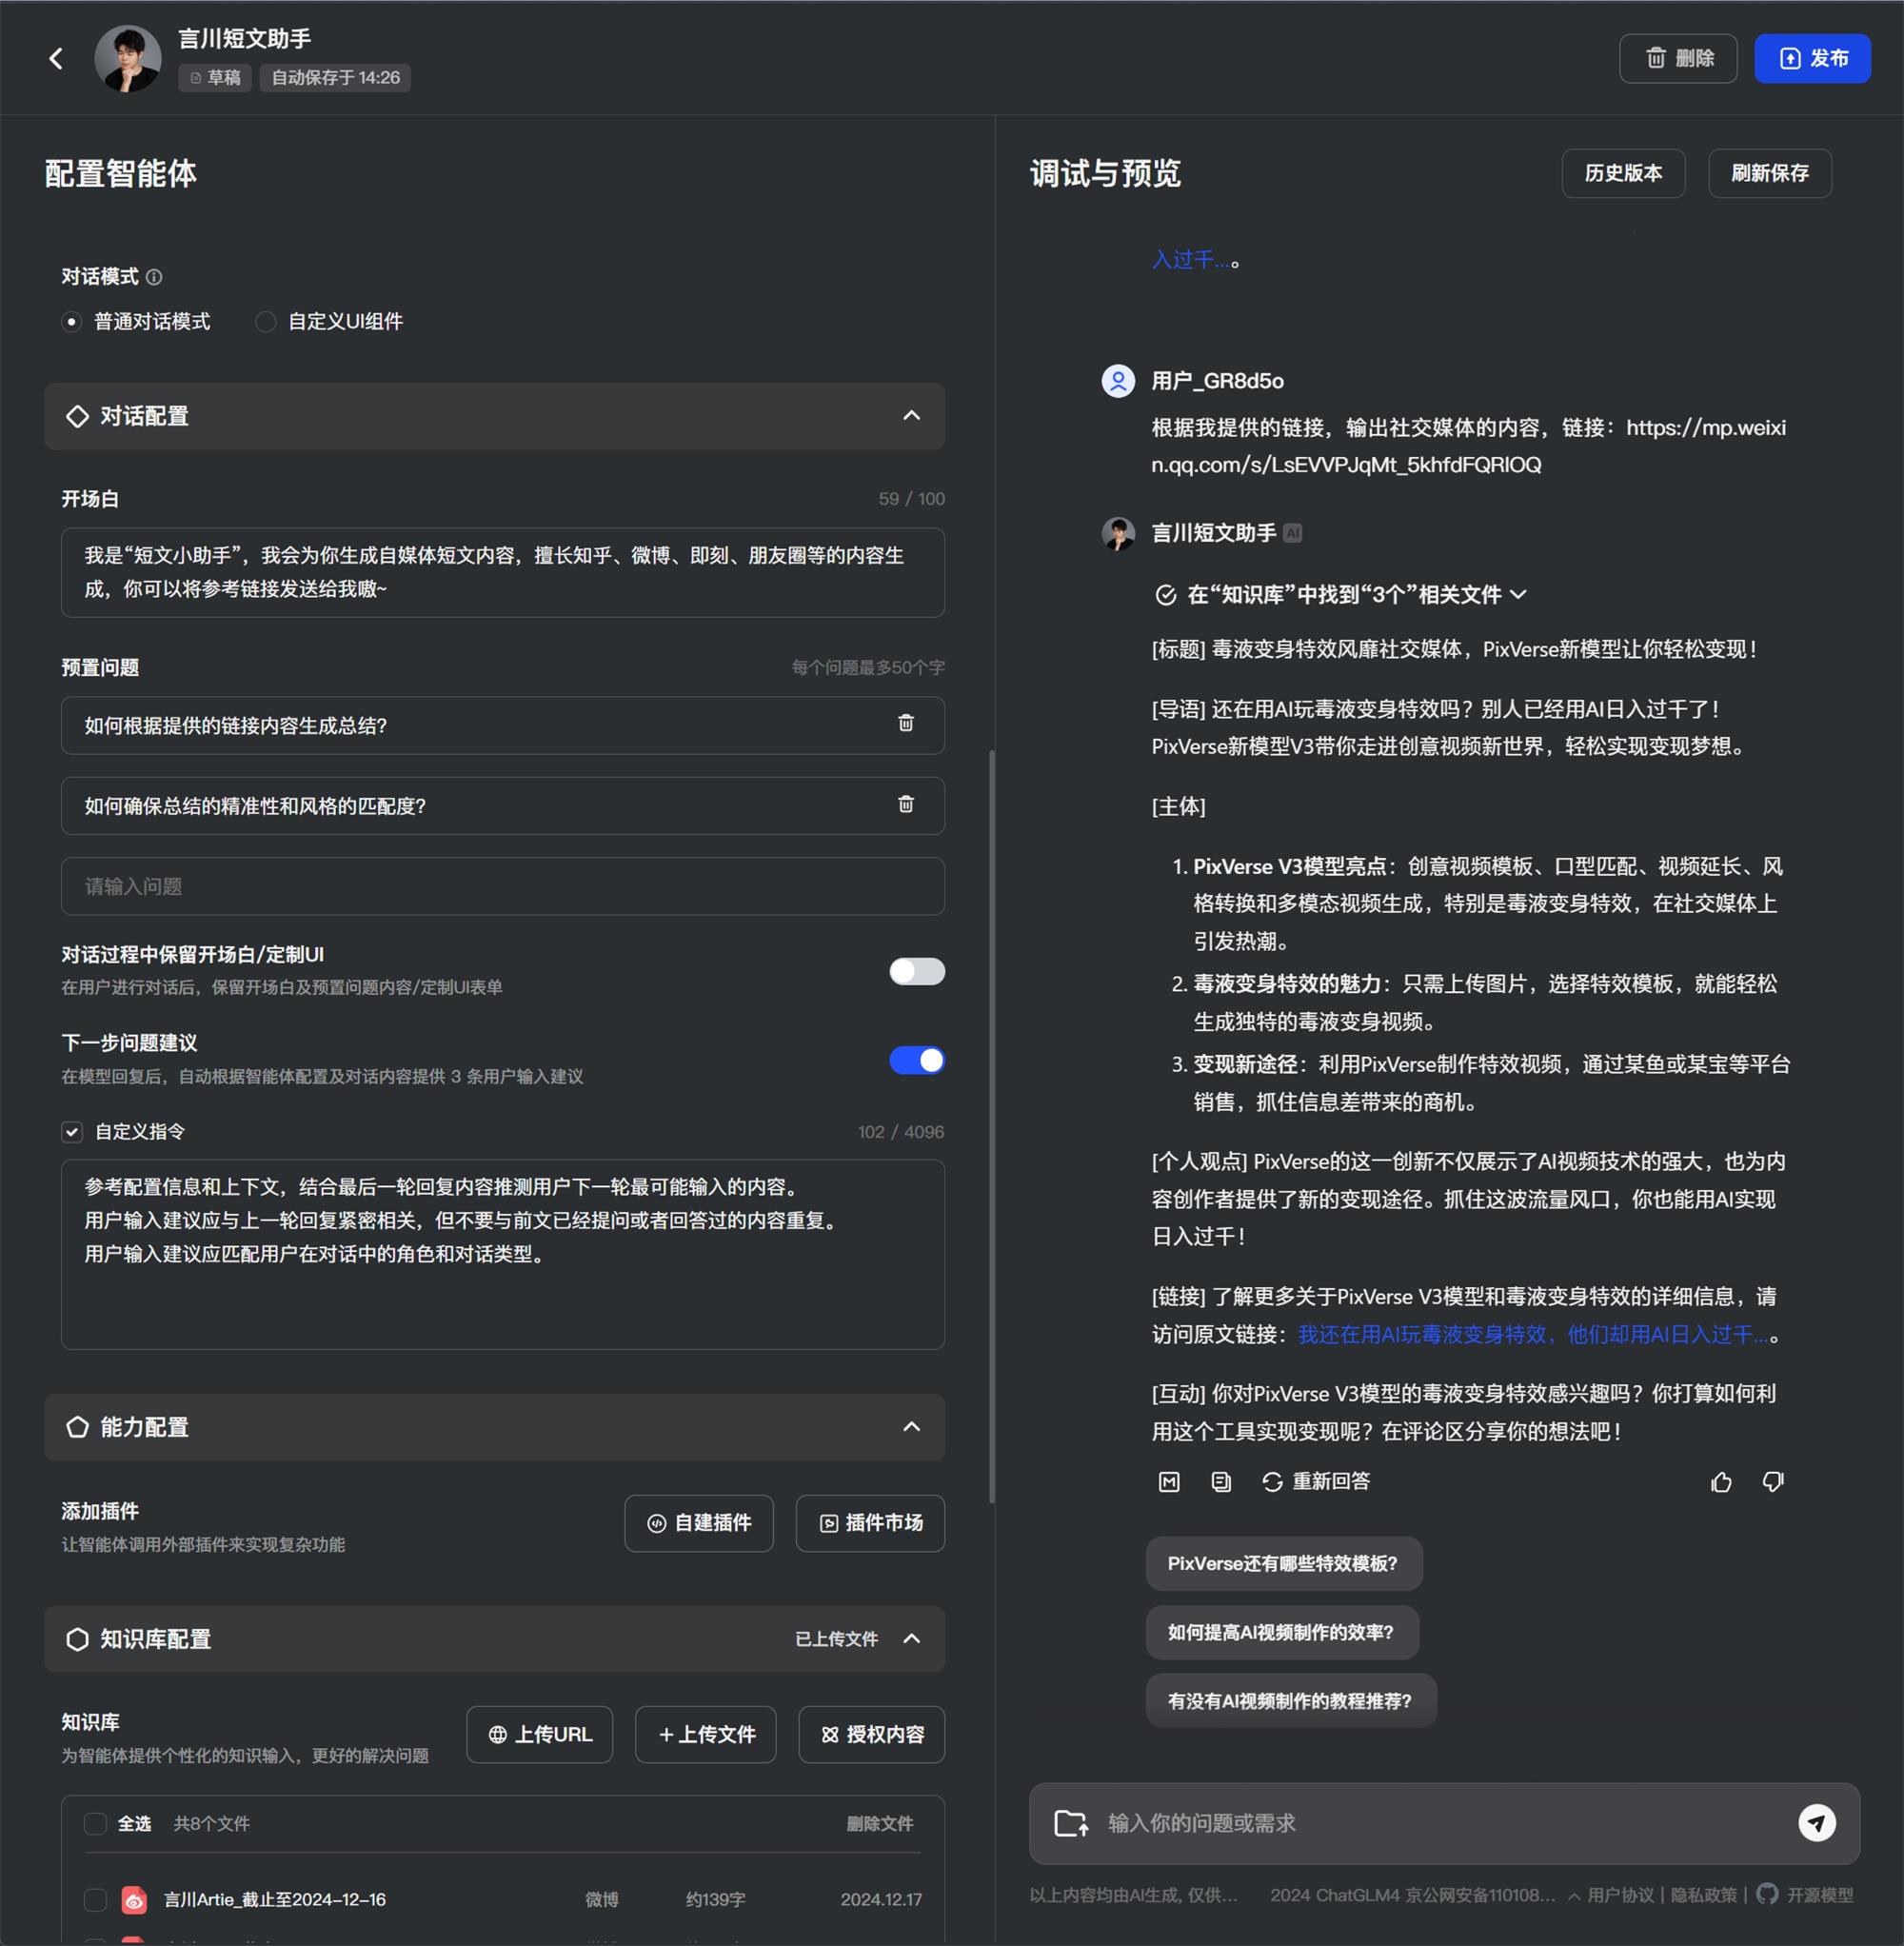 言川短文助手
草稿 自动保存于 14:26
删除
发布
配置智能体
对话模式
普通对话模式 自定义UI组件
对话配置
开场白 59 / 100
我是“短文小助手”，我会为你生成自媒体短文内容，擅长知乎、微博、即刻、朋友圈等的内容生
成，你可以将参考链接发送给我嗷~
预置问题 每个问题最多50个字
如何根据提供的链接内容生成总结?
如何确保总结的精准性和风格的匹配度?
请输入问题
对话过程中保留开场白/定制UI
在用户进行对话后，保留开场白及预置问题内容/定制UI表单
下一步问题建议
在模型回复后，自动根据智能体配置及对话内容提供 3 条用户输入建议
自定义指令 102 / 4096
参考配置信息和上下文，结合最后一轮回复内容推测用户下一轮最可能输入的内容。
用户输入建议应与上一轮回复紧密相关，但不要与前文已经提问或者回答过的内容重复。
用户输入建议应匹配用户在对话中的角色和对话类型。
能力配置
添加插件
让智能体调用外部插件来实现复杂功能
自建插件 插件市场
知识库配置 已上传文件
知识库
为智能体提供个性化的知识输入，更好的解决问题
上传URL +上传文件 授权内容
全选 共8个文件 删除文件
言川Artie_截止至2024-12-16 微博 约139字 2024.12.17
调试与预览
历史版本 刷新保存
入过千...。
用户_GR8d5o
根据我提供的链接，输出社交媒体的内容，链接：https://mp.weixi
n.qq.com/s/LsEVVPJqMt_5khfdFQRlOQ
言川短文助手 AI
在“知识库”中找到“3个”相关文件
[标题] 毒液变身特效风靡社交媒体，PixVerse新模型让你轻松变现！
[导语] 还在用AI玩毒液变身特效吗？别人已经用AI日入过千了！
PixVerse新模型V3带你走进创意视频新世界，轻松实现变现梦想。
[主体]
1. PixVerse V3模型亮点：创意视频模板、口型匹配、视频延长、风
格转换和多模态视频生成，特别是毒液变身特效，在社交媒体上
引发热潮。
2. 毒液变身特效的魅力：只需上传图片，选择特效模板，就能轻松
生成独特的毒液变身视频。
3. 变现新途径：利用PixVerse制作特效视频，通过某鱼或某宝等平台
销售，抓住信息差带来的商机。
[个人观点] PixVerse的这一创新不仅展示了AI视频技术的强大，也为内
容创作者提供了新的变现途径。抓住这波流量风口，你也能用AI实现
日入过千！
[链接] 了解更多关于PixVerse V3模型和毒液变身特效的详细信息，请
访问原文链接：我还在用AI玩毒液变身特效，他们却用AI日入过千...。
[互动] 你对PixVerse V3模型的毒液变身特效感兴趣吗？你打算如何利
用这个工具实现变现呢？在评论区分享你的想法吧！
重新回答
PixVerse还有哪些特效模板?
如何提高AI视频制作的效率?
有没有AI视频制作的教程推荐?
输入你的问题或需求
以上内容均由AI生成, 仅供... 2024 ChatGLM4 京公网安备110108... 用户协议 | 隐私政策 | 开源模型